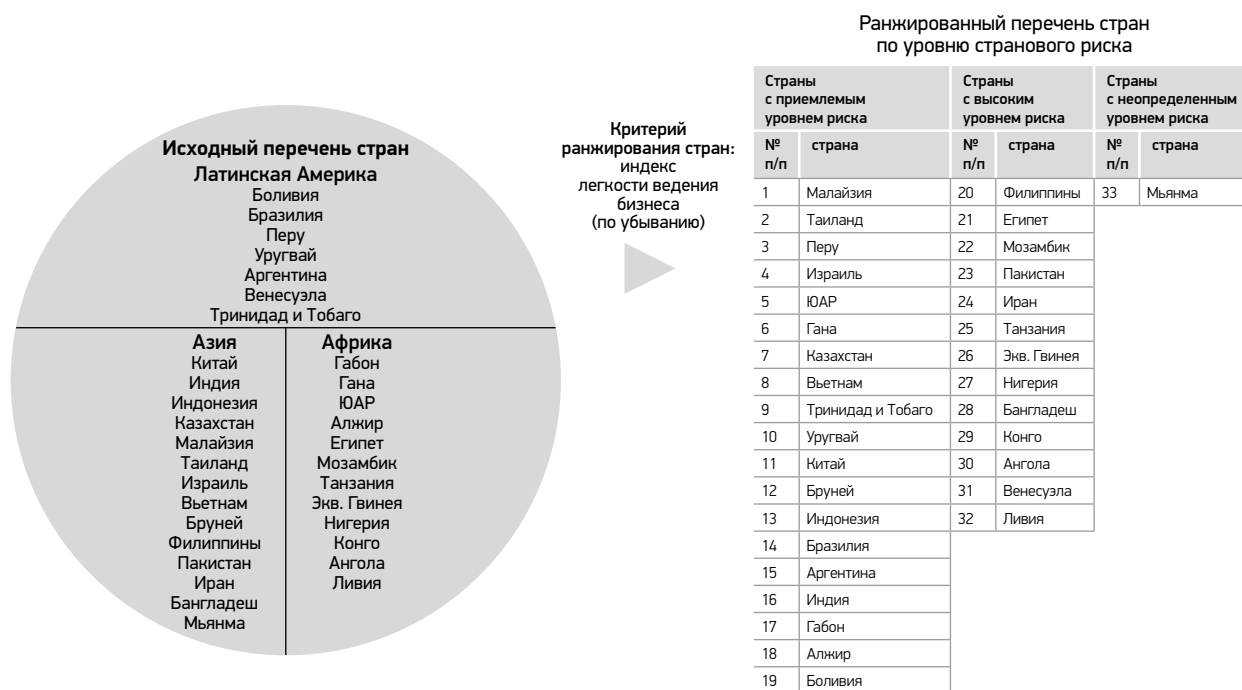 Исходный перечень стран
Латинская Америка
Боливия
Бразилия
Перу
Уругвай
Аргентина
Венесуэла
Тринидад и Тобаго
Азия
Китай
Индия
Индонезия
Казахстан
Малайзия
Таиланд
Израиль
Вьетнам
Бруней
Филиппины
Пакистан
Иран
Бангладеш
Мьянма
Африка
Габон
Гана
ЮАР
Алжир
Египет
Мозамбик
Танзания
Экв. Гвинея
Нигерия
Конго
Ангола
Ливия
Критерий
ранжирования стран:
индекс
легкости ведения
бизнеса
(по убыванию)
Ранжированный перечень стран
по уровню странового риска
Страны
с приемлемым
уровнем риска
Страны
с высоким
уровнем риска
Страны
с неопределенным
уровнем риска
№ п/п страна № п/п страна № п/п страна
1 Малайзия 20 Филиппины 33 Мьянма
2 Таиланд 21 Египет
3 Перу 22 Мозамбик
4 Израиль 23 Пакистан
5 ЮАР 24 Иран
6 Гана 25 Танзания
7 Казахстан 26 Экв. Гвинея
8 Вьетнам 27 Нигерия
9 Тринидад и Тобаго 28 Бангладеш
10 Уругвай 29 Конго
11 Китай 30 Ангола
12 Бруней 31 Венесуэла
13 Индонезия 32 Ливия
14 Бразилия
15 Аргентина
16 Индия
17 Габон
18 Алжир
19 Боливия